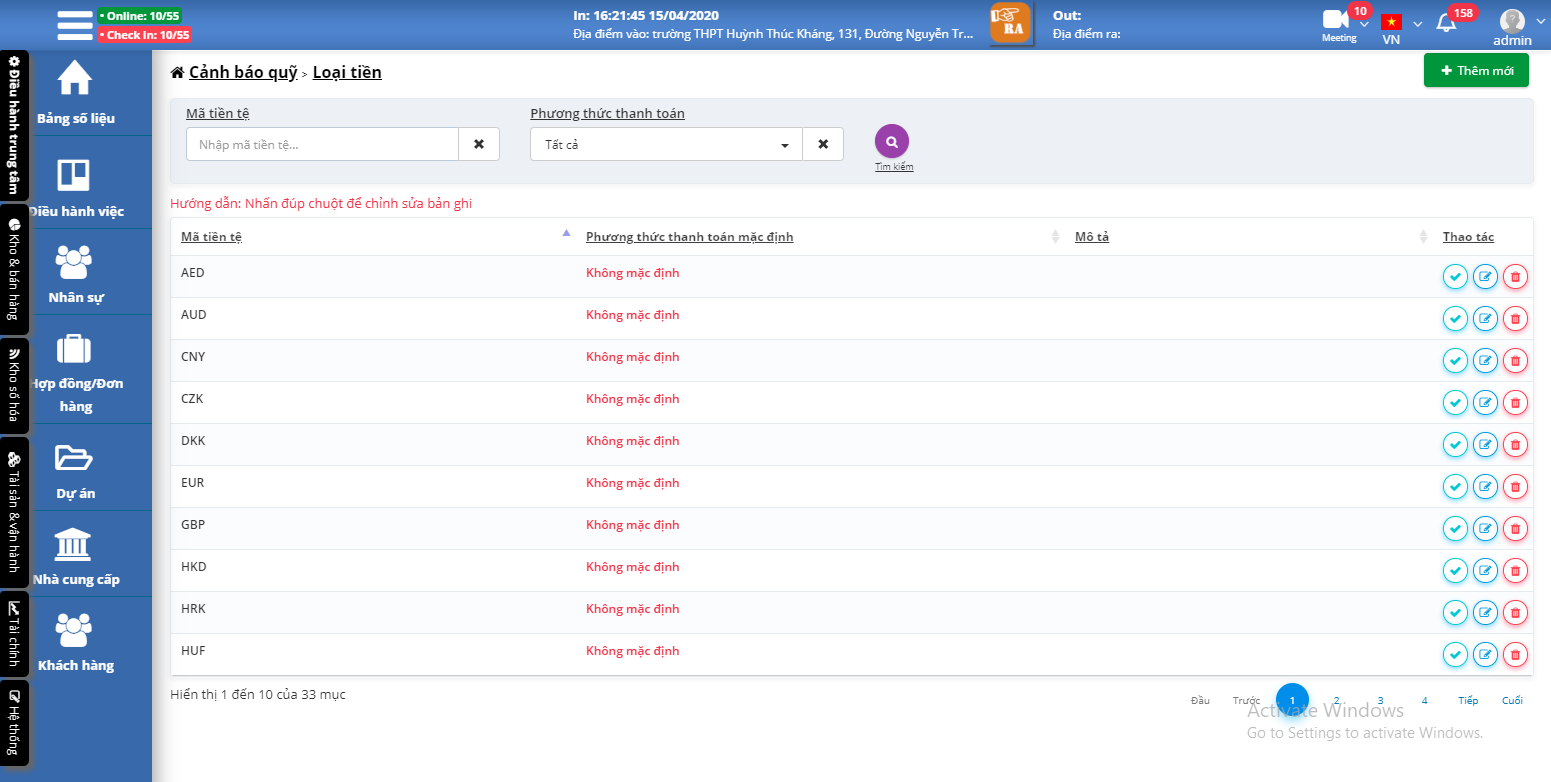 Online: 10/55
Check In: 10/55
In: 16:21:45 15/04/2020
Địa điểm vào: trường THPT Huỳnh Thúc Kháng, 131, Đường Nguyễn Tr...
RA
Out:
Địa điểm ra:
10
Meeting
VN
158
admin
Điều hành trung tâm
Kho & bán hàng
Kho số hóa
Tài sản & vận hành
Tài chính
Hệ thống
Bảng số liệu
Điều hành việc
Nhân sự
Hợp đồng/Đơn
hàng
Dự án
Nhà cung cấp
Khách hàng
Cảnh báo quỹ > Loại tiền
Thêm mới
Mã tiền tệ
Nhập mã tiền tệ...
Phương thức thanh toán
Tất cả
Tìm kiếm
Hướng dẫn: Nhấn đúp chuột để chỉnh sửa bản ghi
Mã tiền tệ Phương thức thanh toán mặc định Mô tả Thao tác
AED Không mặc định
AUD Không mặc định
CNY Không mặc định
CZK Không mặc định
DKK Không mặc định
EUR Không mặc định
GBP Không mặc định
HKD Không mặc định
HRK Không mặc định
HUF Không mặc định
Hiển thị 1 đến 10 của 33 mục
Đầu Trước 1 2 3 4 Tiếp Cuối
Activate Windows
Go to Settings to activate Windows.